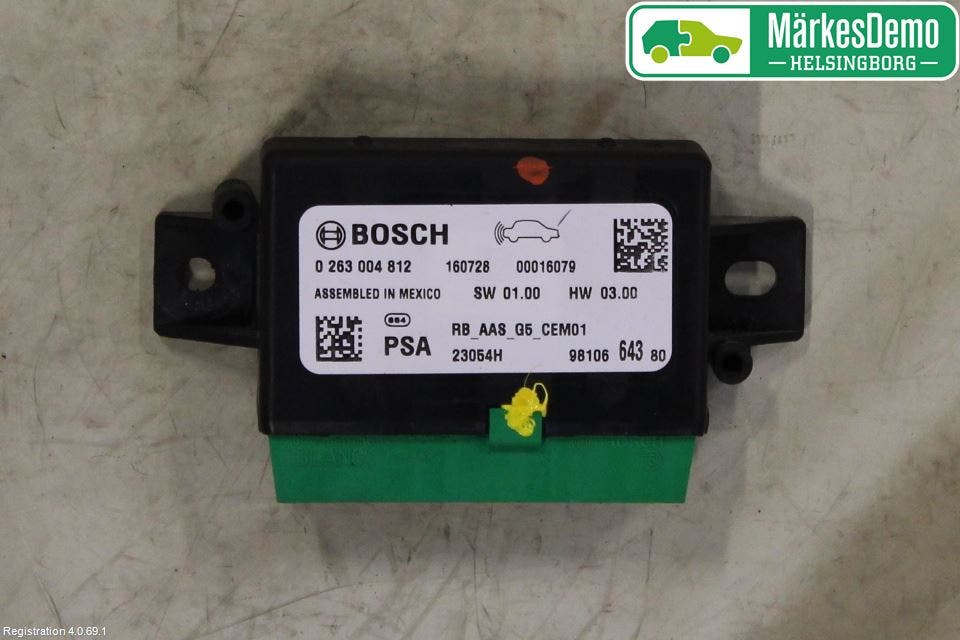 MärkesDemo
HELSINGBORG
BOSCH
0 263 004 812 160728 00016079
ASSEMBLED IN MEXICO SW 01.00 HW 03.00
PSA
RB_AAS_G5_CEM01
23054H 98106 643 80
Registration 4.0.69.1